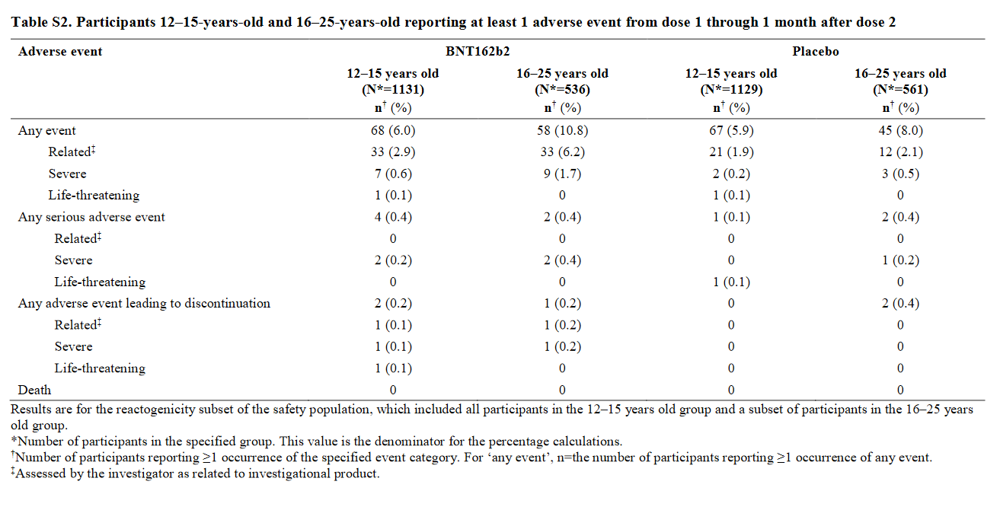 Table S2. Participants 12–15-years-old and 16–25-years-old reporting at least 1 adverse event from dose 1 through 1 month after dose 2
Adverse event BNT162b2 Placebo
12–15 years old 16–25 years old 12–15 years old 16–25 years old
(N*=1131) (N*=536) (N*=1129) (N*=561)
n† (%) n† (%) n† (%) n† (%)
Any event 68 (6.0) 58 (10.8) 67 (5.9) 45 (8.0)
Related‡ 33 (2.9) 33 (6.2) 21 (1.9) 12 (2.1)
Severe 7 (0.6) 9 (1.7) 2 (0.2) 3 (0.5)
Life-threatening 1 (0.1) 0 1 (0.1) 0
Any serious adverse event 4 (0.4) 2 (0.4) 1 (0.1) 2 (0.4)
Related‡ 0 0 0 0
Severe 2 (0.2) 2 (0.4) 0 1 (0.2)
Life-threatening 0 0 1 (0.1) 0
Any adverse event leading to discontinuation 2 (0.2) 1 (0.2) 0 2 (0.4)
Related‡ 1 (0.1) 1 (0.2) 0 0
Severe 1 (0.1) 1 (0.2) 0 0
Life-threatening 1 (0.1) 0 0 0
Death 0 0 0 0
Results are for the reactogenicity subset of the safety population, which included all participants in the 12–15 years old group and a subset of participants in the 16–25 years
old group.
*Number of participants in the specified group. This value is the denominator for the percentage calculations.
†Number of participants reporting ≥1 occurrence of the specified event category. For ‘any event’, n=the number of participants reporting ≥1 occurrence of any event.
‡Assessed by the investigator as related to investigational product.